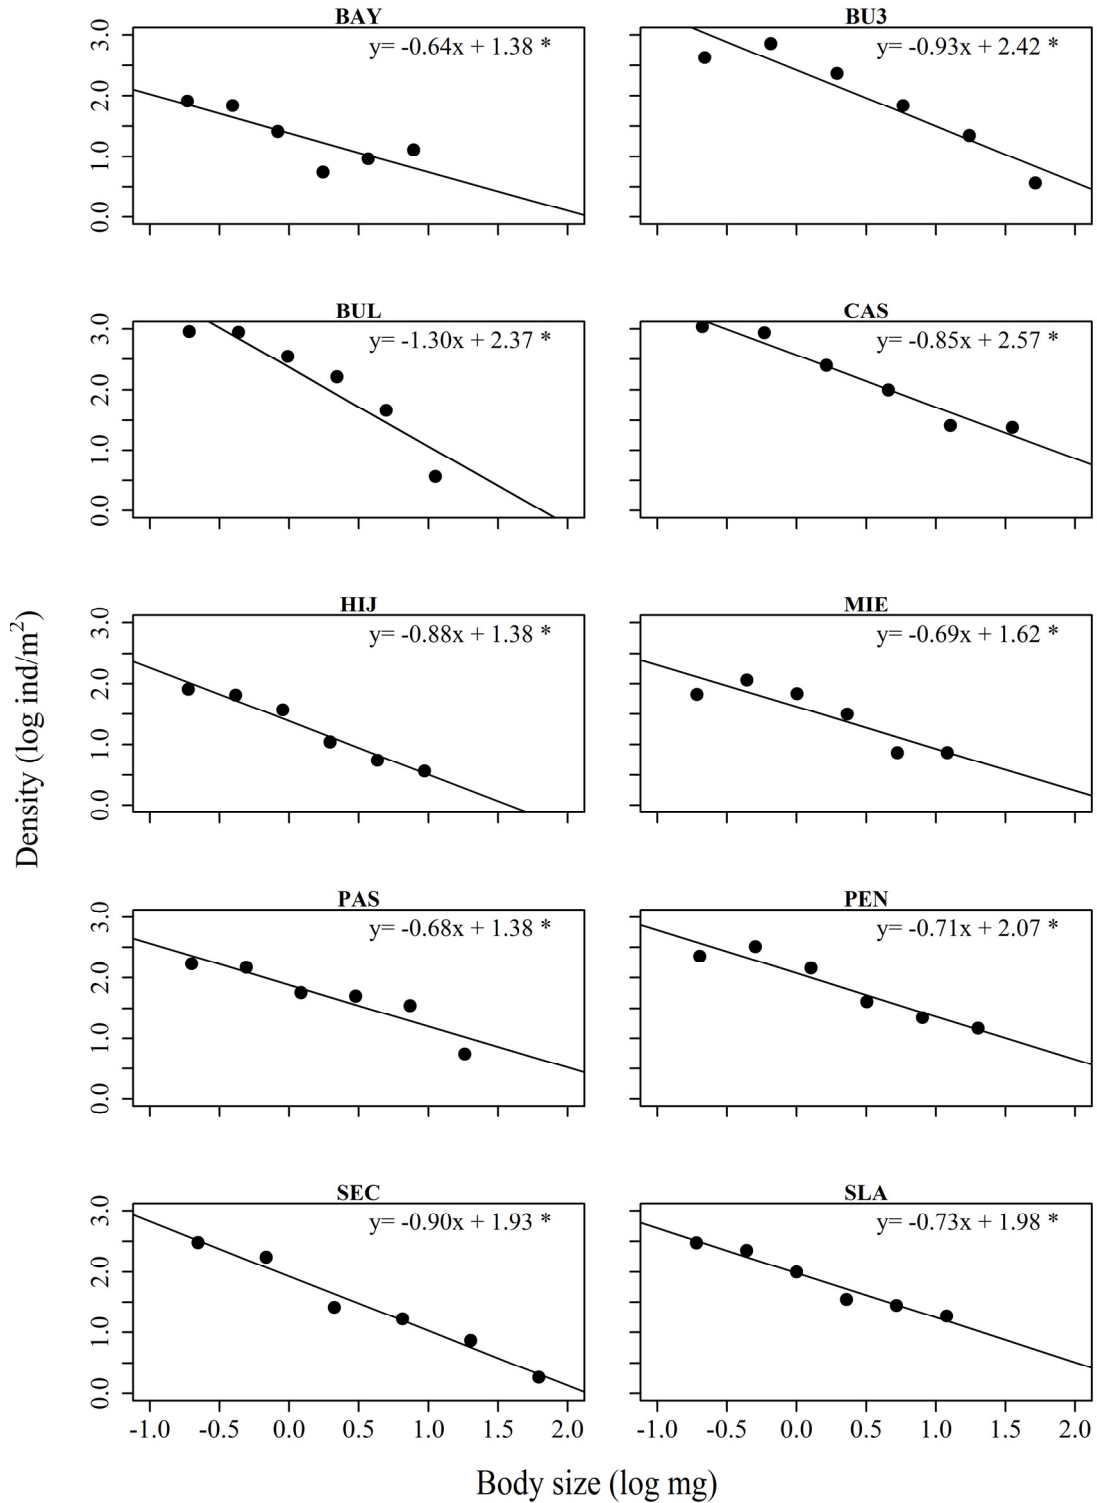 BAY
y= -0.64x + 1.38 *
3.0
2.0
1.0
0.0
BU3
y= -0.93x + 2.42 *
BUL
y= -1.30x + 2.37 *
3.0
2.0
1.0
0.0
CAS
y= -0.85x + 2.57 *
HIJ
y= -0.88x + 1.38 *
3.0
2.0
1.0
0.0
MIE
y= -0.69x + 1.62 *
Density (log ind/m²)
PAS
y= -0.68x + 1.38 *
3.0
2.0
1.0
0.0
PEN
y= -0.71x + 2.07 *
SEC
y= -0.90x + 1.93 *
3.0
2.0
1.0
0.0
-1.0 -0.5 0.0 0.5 1.0 1.5 2.0
SLA
y= -0.73x + 1.98 *
-1.0 -0.5 0.0 0.5 1.0 1.5 2.0
Body size (log mg)